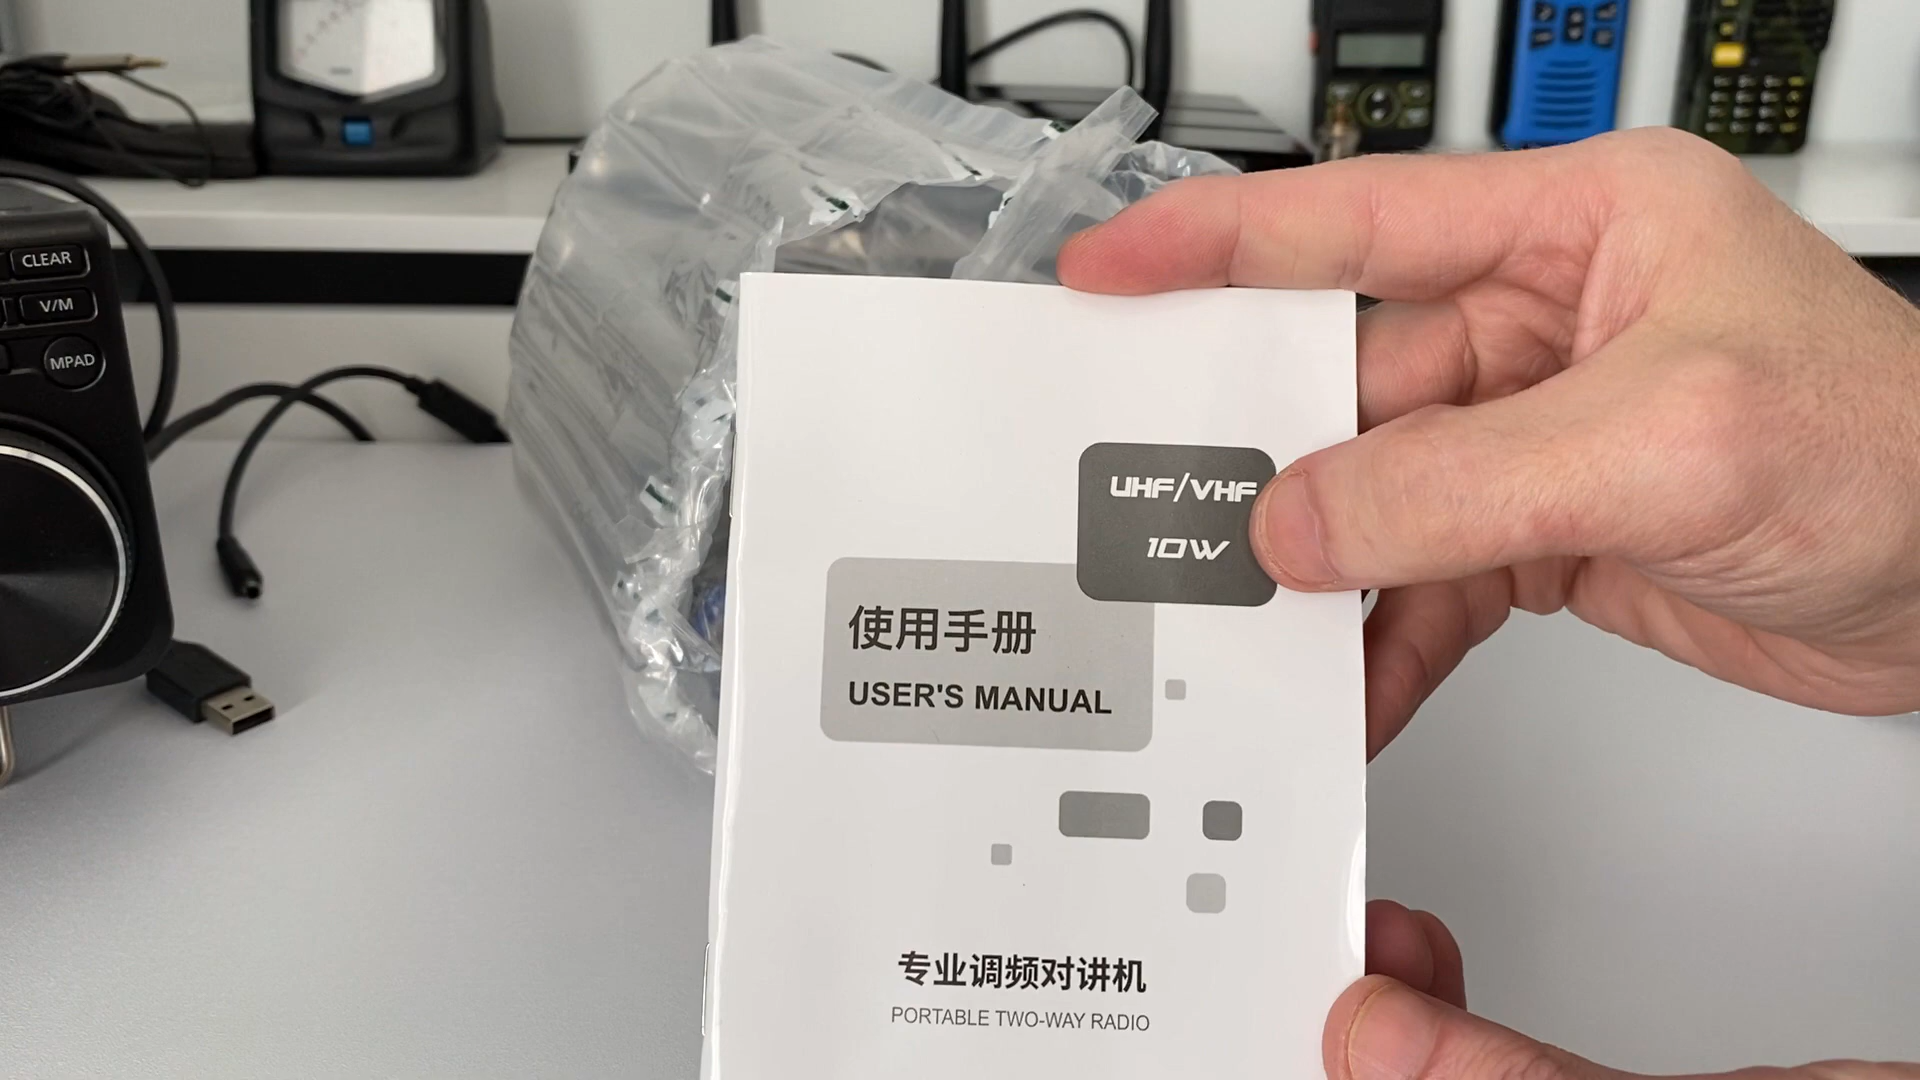 CLEAR
V/M
MPAD
UHF/VHF
10W
使用手册
USER'S MANUAL
专业调频对讲机
PORTABLE TWO-WAY RADIO